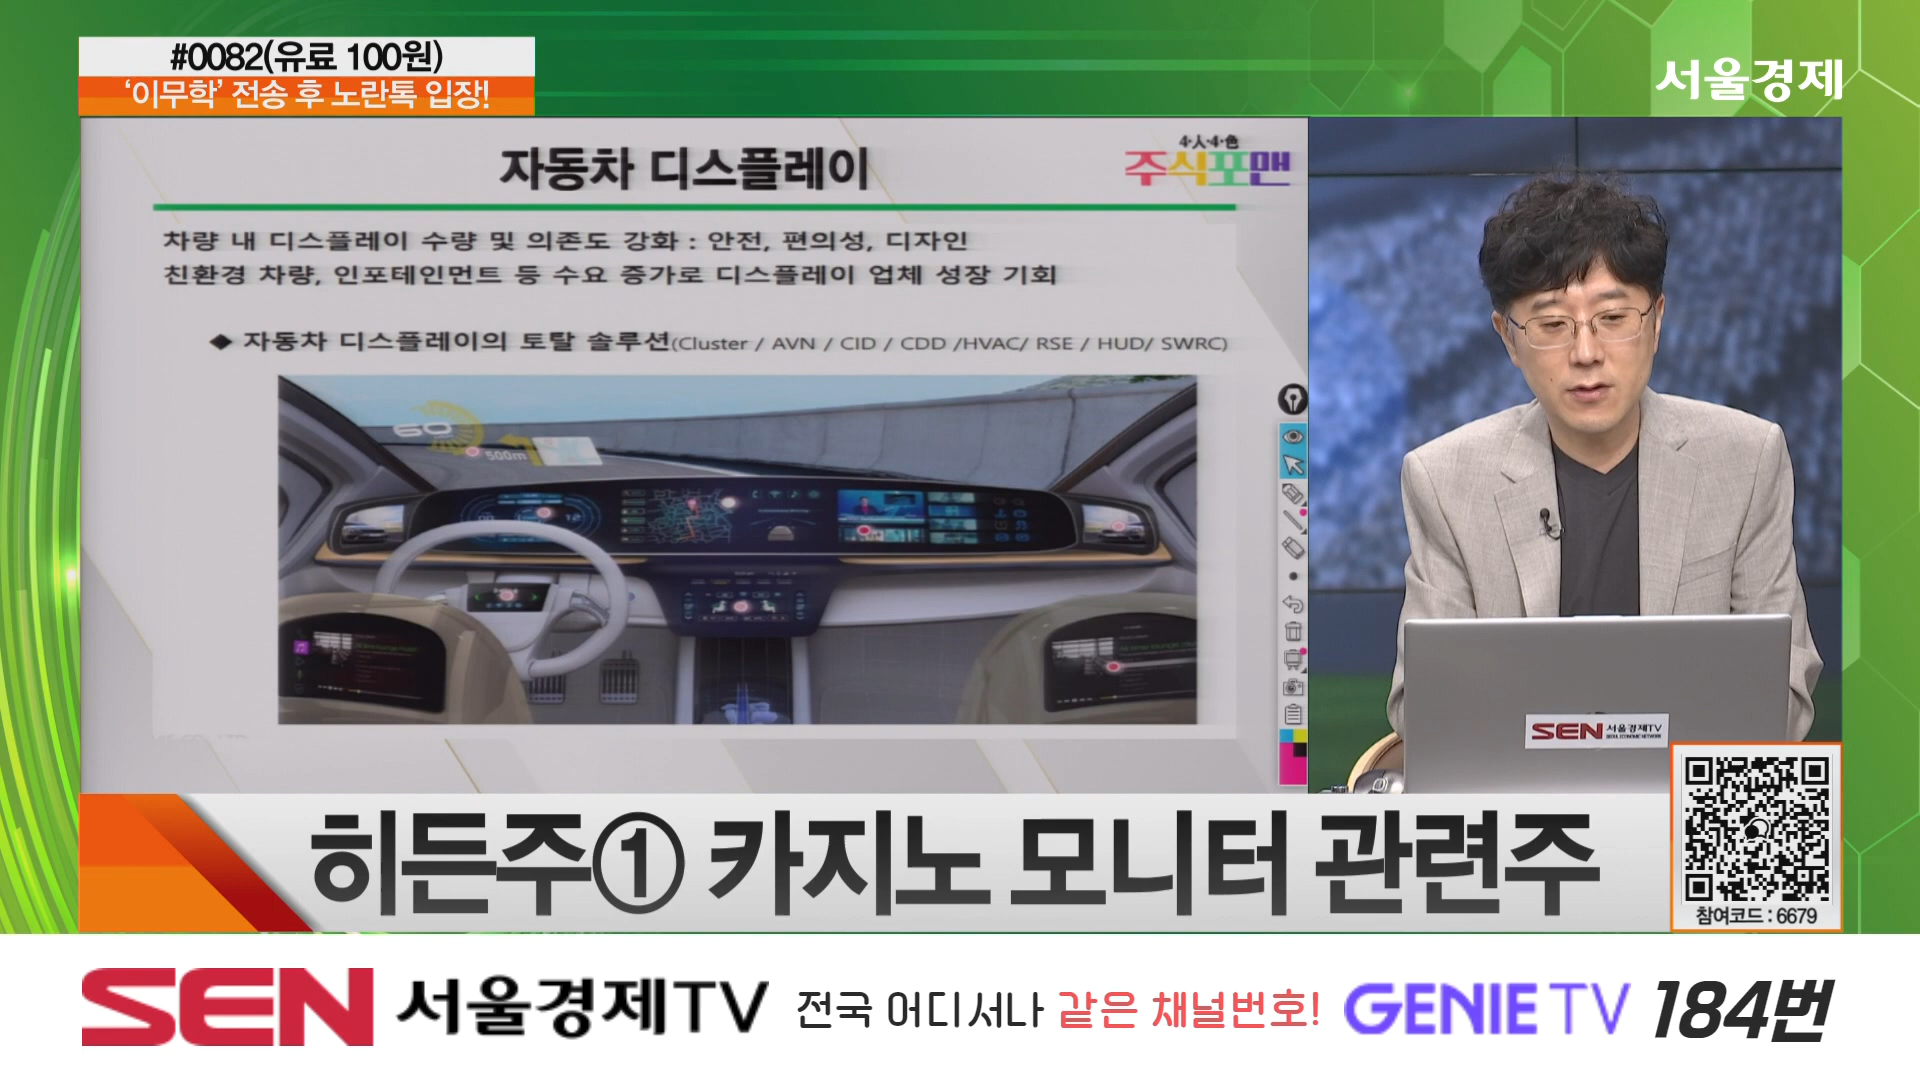 #0082(유료 100원)
'이무학' 전송 후 노란톡 입장!
서울경제
자동차 디스플레이
4·人·4·色
주식포맨
차량 내 디스플레이 수량 및 의존도 강화 : 안전, 편의성, 디자인
친환경 차량, 인포테인먼트 등 수요 증가로 디스플레이 업체 성장 기회
◆ 자동차 디스플레이의 토탈 솔루션(Cluster / AVN / CID / CDD /HVAC/ RSE / HUD/ SWRC)
60
500m
SEN 서울경제TV
히든주① 카지노 모니터 관련주
참여코드 : 6679
SEN 서울경제TV 전국 어디서나 같은 채널번호! GENIE TV 184번